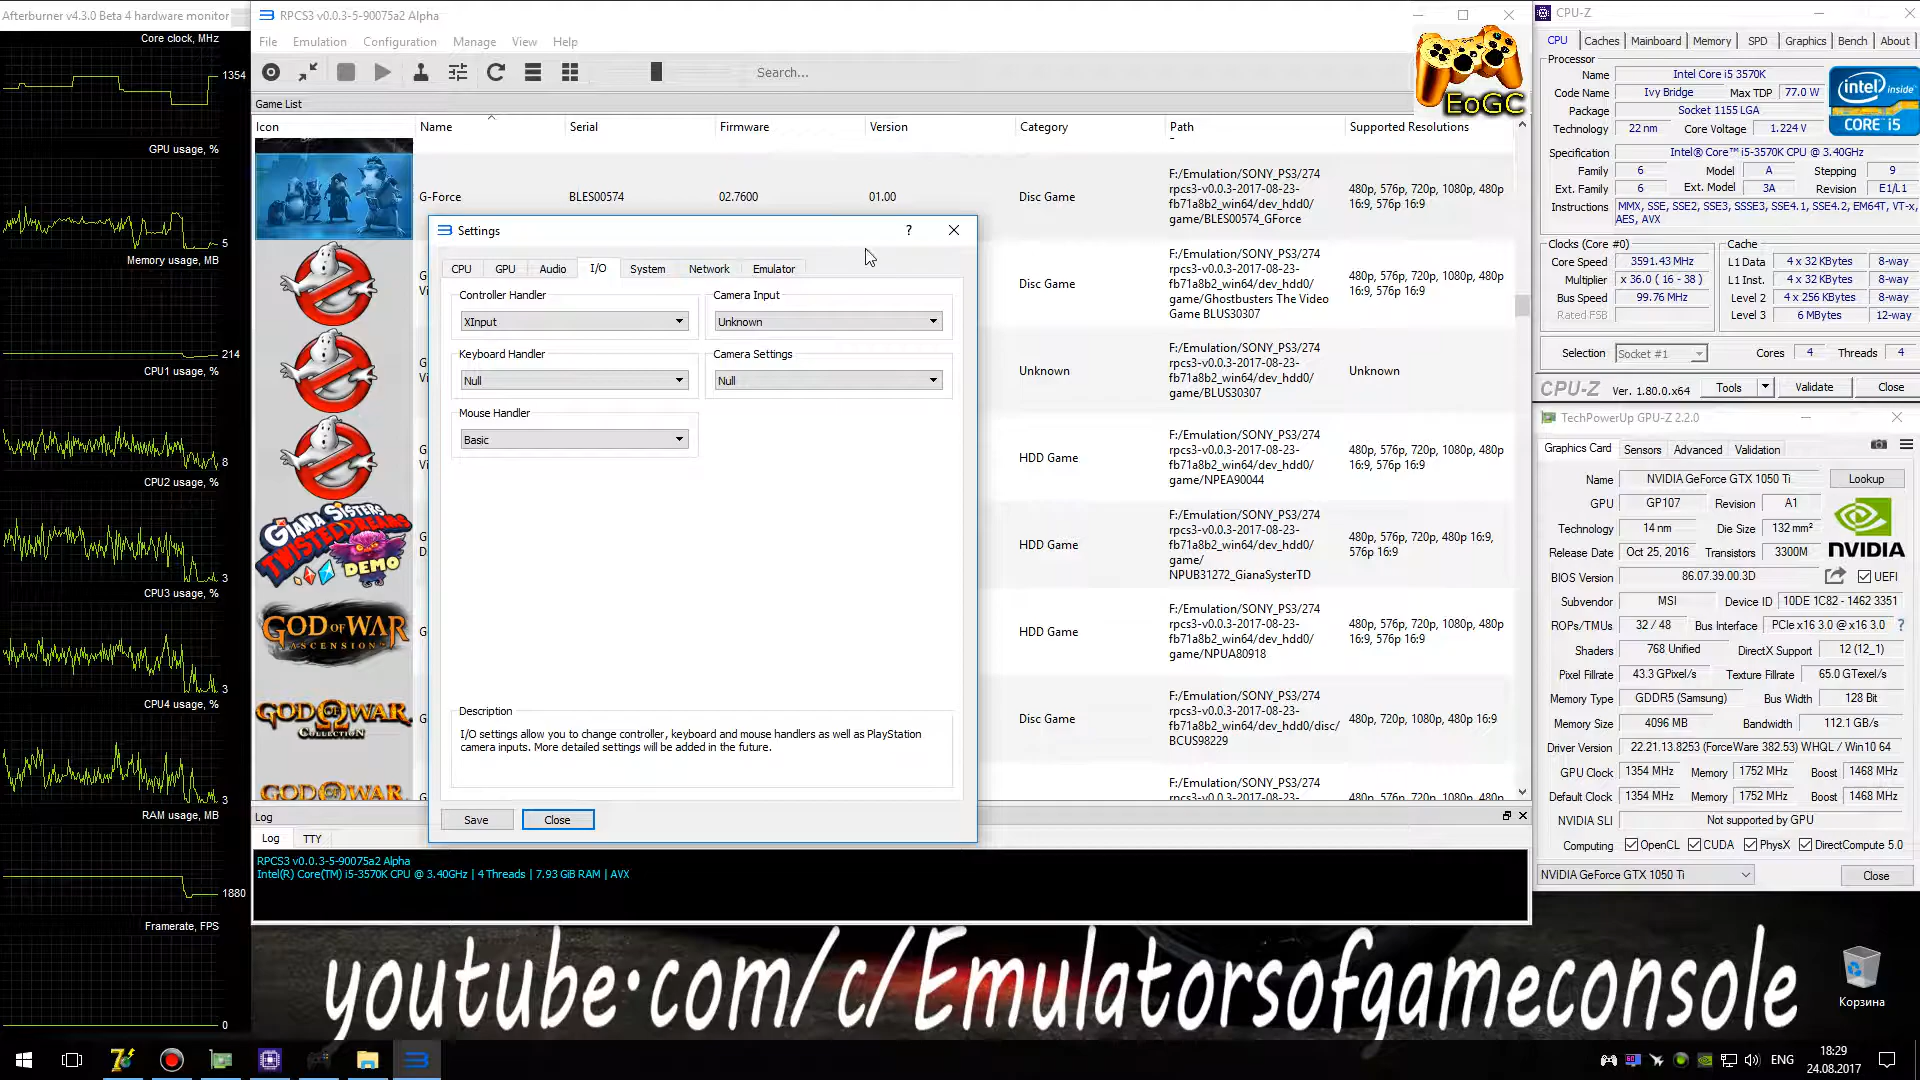 Afterburner v4.3.0 Beta 4 hardware monitor
Core clock, MHz
1354
GPU usage, %
5
Memory usage, MB
214
CPU1 usage, %
8
CPU2 usage, %
3
CPU3 usage, %
3
CPU4 usage, %
3
RAM usage, MB
1880
Framerate, FPS
0
RPCS3 v0.0.3-5-90075a2 Alpha
File Emulation Configuration Manage View Help
Search...
EoGC
Game List
Icon Name Serial Firmware Version Category Path Supported Resolutions
G-Force BLES00574 02.7600 01.00 Disc Game
F:/Emulation/SONY_PS3/274
rpcs3-v0.0.3-2017-08-23-
fb71a8b2_win64/dev_hdd0/
game/BLES00574_GForce
480p, 576p, 720p, 1080p, 480p
16:9, 576p 16:9
G
Vi
Disc Game
F:/Emulation/SONY_PS3/274
rpcs3-v0.0.3-2017-08-23-
fb71a8b2_win64/dev_hdd0/
game/Ghostbusters The Video
Game BLUS30307
480p, 576p, 720p, 1080p, 480p
16:9, 576p 16:9
G
Vi
Unknown
F:/Emulation/SONY_PS3/274
rpcs3-v0.0.3-2017-08-23-
fb71a8b2_win64/dev_hdd0/
BLUS30307
Unknown
G
Vi
HDD Game
F:/Emulation/SONY_PS3/274
rpcs3-v0.0.3-2017-08-23-
fb71a8b2_win64/dev_hdd0/
game/NPEA90044
480p, 576p, 720p, 1080p, 480p
16:9, 576p 16:9
GIANA SISTERS
TWISTED DREAMS
DEMO
G
D
HDD Game
F:/Emulation/SONY_PS3/274
rpcs3-v0.0.3-2017-08-23-
fb71a8b2_win64/dev_hdd0/
game/
NPUB31272_GianaSysterTD
480p, 576p, 720p, 480p 16:9,
576p 16:9
GOD OF WAR
ASCENSION
G
HDD Game
F:/Emulation/SONY_PS3/274
rpcs3-v0.0.3-2017-08-23-
fb71a8b2_win64/dev_hdd0/
game/NPUA80918
480p, 576p, 720p, 1080p, 480p
16:9, 576p 16:9
GOD OF WAR
COLLECTION
G
Disc Game
F:/Emulation/SONY_PS3/274
rpcs3-v0.0.3-2017-08-23-
fb71a8b2_win64/dev_hdd0/disc/
BCUS98229
480p, 720p, 1080p, 480p 16:9
GOD OF WAR
F:/Emulation/SONY_PS3/274
rpcs3-v0.0.3-2017-08-23-
480p, 576p, 720p, 1080p, 480p
Settings
?
CPU GPU Audio I/O System Network Emulator
Controller Handler
XInput
Camera Input
Unknown
Keyboard Handler
Null
Camera Settings
Null
Mouse Handler
Basic
Description
I/O settings allow you to change controller, keyboard and mouse handlers as well as PlayStation
camera inputs. More detailed settings will be added in the future.
Save Close
Log
Log TTY
RPCS3 v0.0.3-5-90075a2 Alpha
Intel(R) Core(TM) i5-3570K CPU @ 3.40GHz | 4 Threads | 7.93 GiB RAM | AVX
CPU-Z
CPU Caches Mainboard Memory SPD Graphics Bench About
Processor
Name Intel Core i5 3570K
Code Name Ivy Bridge Max TDP 77.0 W
Package Socket 1155 LGA
Technology 22 nm Core Voltage 1.224 V
intel inside
CORE i5
Specification Intel® Core™ i5-3570K CPU @ 3.40GHz
Family 6 Model A Stepping 9
Ext. Family 6 Ext. Model 3A Revision E1/L1
Instructions MMX, SSE, SSE2, SSE3, SSSE3, SSE4.1, SSE4.2, EM64T, VT-x,
AES, AVX
Clocks (Core #0)
Core Speed 3591.43 MHz
Multiplier x 36.0 ( 16 - 38 )
Bus Speed 99.76 MHz
Rated FSB
Cache
L1 Data 4 x 32 KBytes 8-way
L1 Inst. 4 x 32 KBytes 8-way
Level 2 4 x 256 KBytes 8-way
Level 3 6 MBytes 12-way
Selection Socket #1 Cores 4 Threads 4
CPU-Z Ver. 1.80.0.x64 Tools Validate Close
TechPowerUp GPU-Z 2.2.0
Graphics Card Sensors Advanced Validation
Name NVIDIA GeForce GTX 1050 Ti Lookup
GPU GP107 Revision A1
Technology 14 nm Die Size 132 mm²
Release Date Oct 25, 2016 Transistors 3300M
NVIDIA
BIOS Version 86.07.39.00.3D UEFI
Subvendor MSI Device ID 10DE 1C82 - 1462 3351
ROPs/TMUs 32 / 48 Bus Interface PCIe x16 3.0 @ x16 3.0 ?
Shaders 768 Unified DirectX Support 12 (12_1)
Pixel Fillrate 43.3 GPixel/s Texture Fillrate 65.0 GTexel/s
Memory Type GDDR5 (Samsung) Bus Width 128 Bit
Memory Size 4096 MB Bandwidth 112.1 GB/s
Driver Version 22.21.13.8253 (ForceWare 382.53) WHQL / Win10 64
GPU Clock 1354 MHz Memory 1752 MHz Boost 1468 MHz
Default Clock 1354 MHz Memory 1752 MHz Boost 1468 MHz
NVIDIA SLI Not supported by GPU
Computing OpenCL CUDA PhysX DirectCompute 5.0
NVIDIA GeForce GTX 1050 Ti Close
youtube.com/c/Emulatorsofgameconsole
Корзина
ENG
18:29
24.08.2017